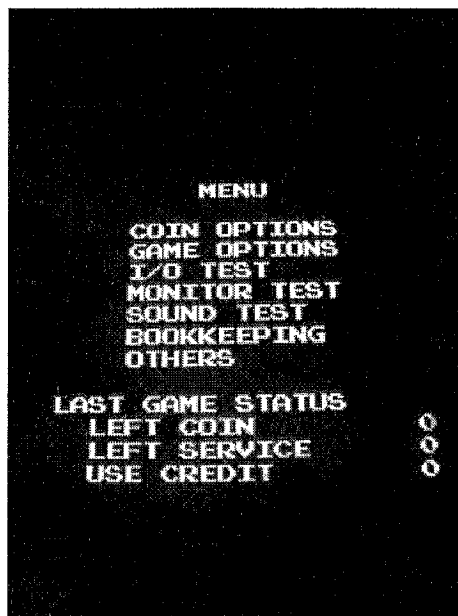 MENU
COIN OPTIONS
GAME OPTIONS
I/O TEST
MONITOR TEST
SOUND TEST
BOOKKEEPING
OTHERS
LAST GAME STATUS
LEFT COIN 0
LEFT SERVICE 0
USE CREDIT 0